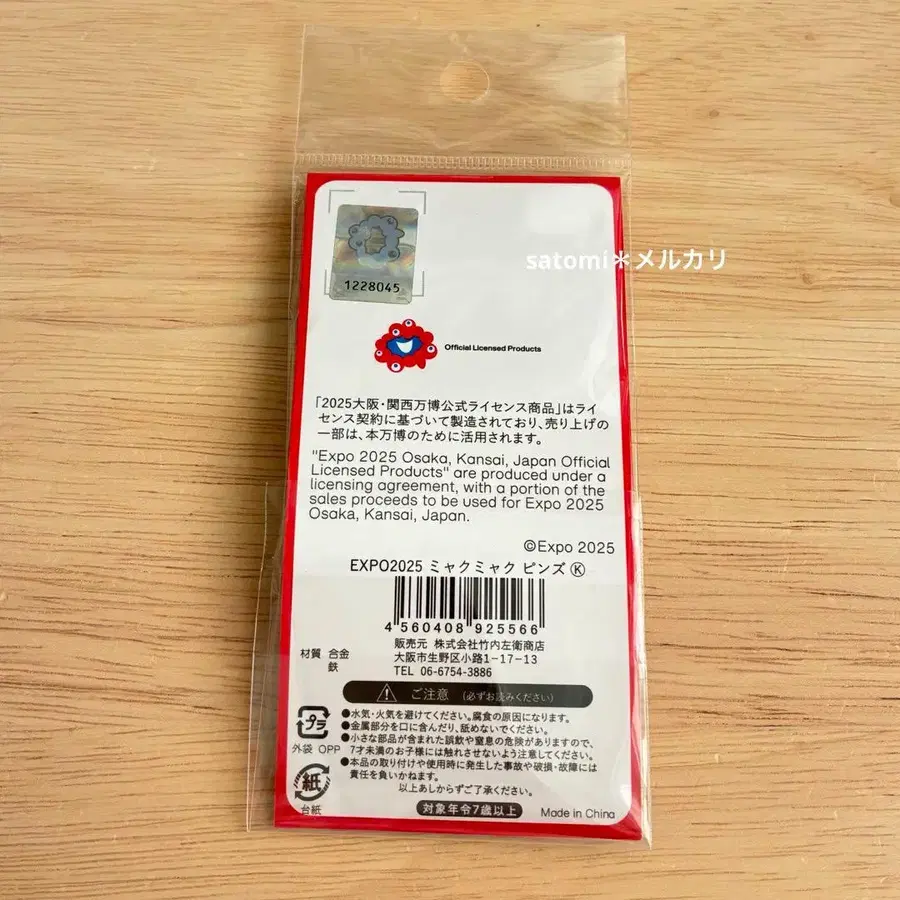 1228045
satomi＊メルカリ
Official Licensed Products
「2025大阪・関西万博公式ライセンス商品」はライ
センス契約に基づいて製造されており、売り上げの
一部は、本万博のために活用されます。
"Expo 2025 Osaka, Kansai, Japan Official
Licensed Products" are produced under a
licensing agreement, with a portion of the
sales proceeds to be used for Expo 2025
Osaka, Kansai, Japan.
©Expo 2025
EXPO2025 ミャクミャク ピンズ Ⓚ
4 560408 925566
販売元 株式会社竹内左衛商店
大阪市生野区小路1-17-13
TEL 06-6754-3886
材質 合金
鉄
ご注意 (必ずお読みください)
●水気・火気を避けてください。腐食の原因になります。
●金属部分を口に含んだり、舐めないでください。
●小さな部品が含まれた誤飲や窒息の危険がありますので、
7才未満のお子様には触れさせないよう注意してください。
●本品の取り付けや使用時に発生した事故や破損・故障には
責任を負いかねます。
以上あしからずご了承ください。
プラ
外袋 OPP
紙
台紙
対象年令7歳以上
Made in China